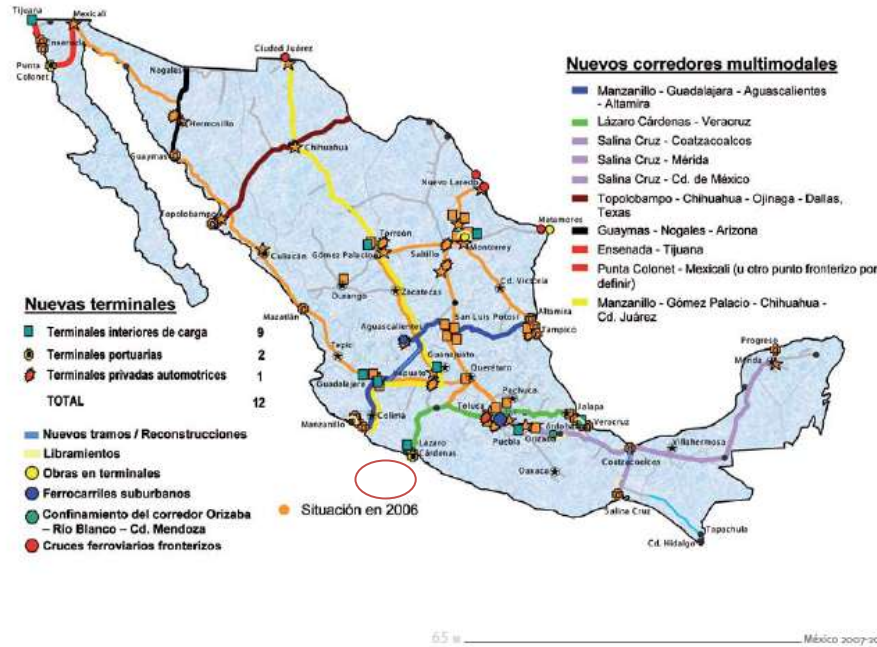 Tijuana
Mexicali
Ensenada
Punta
Colonet
Nogales
Ciudad Juárez
Hermosillo
Guaymas
Chihuahua
Topolobampo
Culiacán
Gómez Palacio
Torreón
Saltillo
Monterrey
Nuevo Laredo
Matamoros
Durango
Zacatecas
Cd. Victoria
Mazatlán
Aguascalientes
San Luis Potosí
Altamira
Tampico
Tepic
Guanajuato
Irapuato
Querétaro
Guadalajara
Pachuca
Manzanillo
Colima
Toluca
Jalapa
Veracruz
Puebla
Orizaba
Lázaro
Cárdenas
Oaxaca
Coatzacoalcos
Villahermosa
Progreso
Mérida
Salina Cruz
Tapachula
Cd. Hidalgo
Nuevos corredores multimodales
Manzanillo - Guadalajara - Aguascalientes
- Altamira
Lázaro Cárdenas - Veracruz
Salina Cruz - Coatzacoalcos
Salina Cruz - Mérida
Salina Cruz - Cd. de México
Topolobampo - Chihuahua - Ojinaga - Dallas,
Texas
Guaymas - Nogales - Arizona
Ensenada - Tijuana
Punta Colonet - Mexicali (u otro punto fronterizo por
definir)
Manzanillo - Gómez Palacio - Chihuahua -
Cd. Juárez
Nuevas terminales
Terminales interiores de carga 9
Terminales portuarias 2
Terminales privadas automotrices 1
TOTAL 12
Nuevos tramos / Reconstrucciones
Libramientos
Obras en terminales
Ferrocarriles suburbanos
Confinamiento del corredor Orizaba
– Río Blanco – Cd. Mendoza
Cruces ferroviarios fronterizos
Situación en 2006
65
México 2007-20